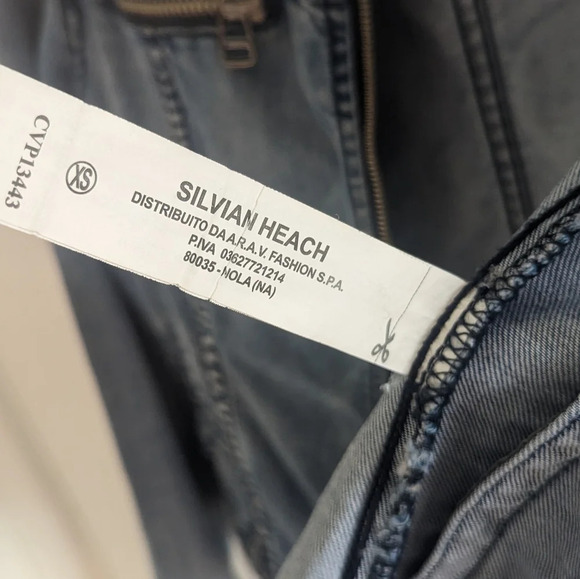 CVP13443
XS
SILVIAN HEACH
DISTRIBUITO DA A.R.A.V. FASHION S.P.A.
P.IVA 03627721214
80035 - NOLA (NA)